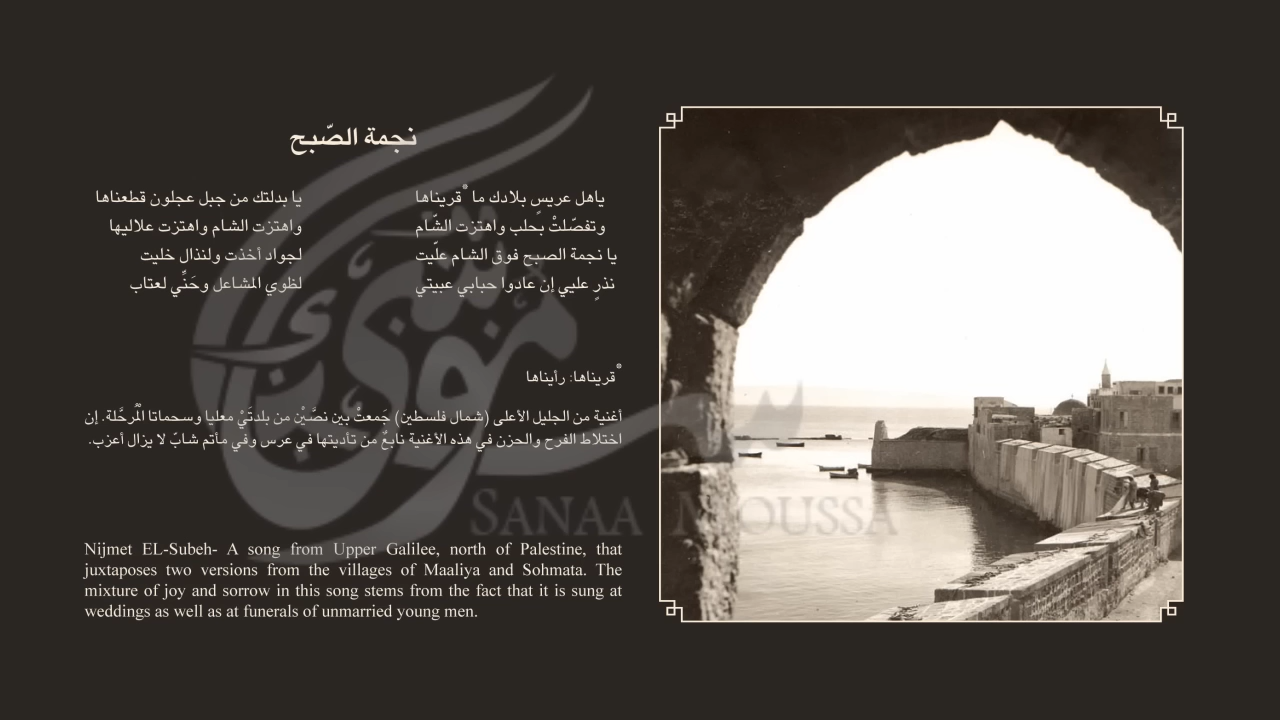 نجمة الصّبح
ياهل عريسٍ بلادك ما *قريناها يا بدلتك من جبل عجلون قطعناها
وتفصّلتْ بحلب واهتزت الشّام واهتزت الشام واهتزت علاليها
يا نجمة الصبح فوق الشام علّيت لجواد أخذت ولنذال خليت
نذرٍ عليي إن عادوا حبابي عبيتي لظوي المشاعل وحَنِّي لعتاب
*قريناها: رأيناها
أغنية من الجليل الأعلى (شمال فلسطين) جَمعتْ بين نصَّيْن من بلدتَيْ معليا وسحماتا الْمُرحَّلة. إن
اختلاط الفرح والحزن في هذه الأغنية نابعٌ من تأديتها في عرس وفي مأتم شابّ لا يزال أعزب.
Nijmet EL-Subeh- A song from Upper Galilee, north of Palestine, that
juxtaposes two versions from the villages of Maaliya and Sohmata. The
mixture of joy and sorrow in this song stems from the fact that it is sung at
weddings as well as at funerals of unmarried young men.
سناء موسى
SANAA MOUSSA